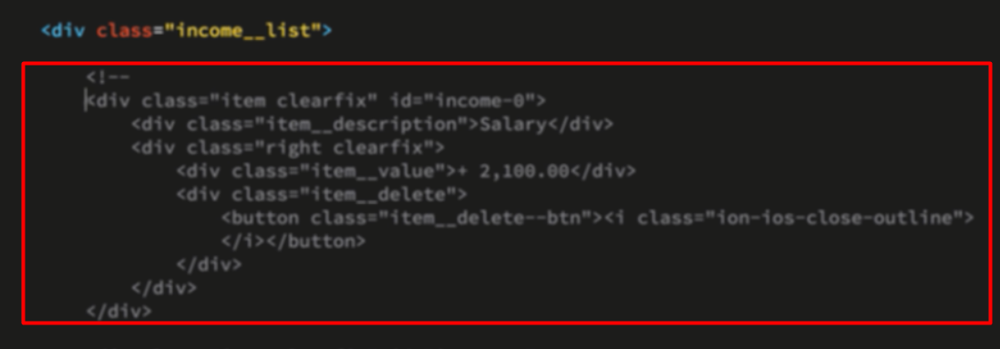 <div class="income__list">
<!--
<div class="item clearfix" id="income-0">
<div class="item__description">Salary</div>
<div class="right clearfix">
<div class="item__value">+ 2,100.00</div>
<div class="item__delete">
<button class="item__delete--btn"><i class="ion-ios-close-outline">
</i></button>
</div>
</div>
</div>